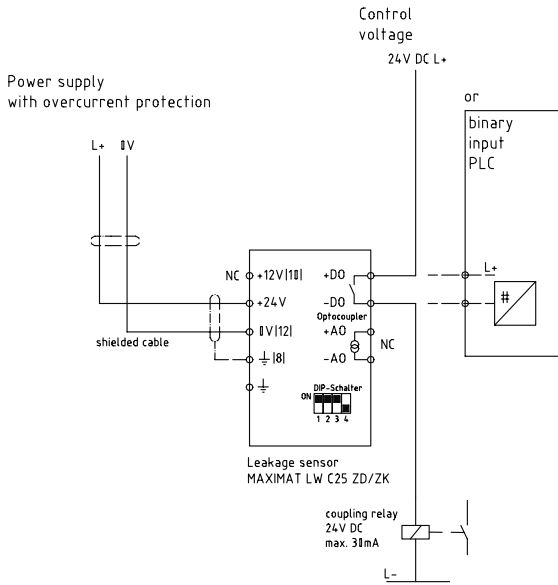 Control
voltage
24V DC L+
Power supply
with overcurrent protection
or
binary
input
PLC
L+ 0V
NC +12V|10| +DO
L+
+24V -DO
#
Optocoupler
0V|12| +AO
shielded cable
NC
|8| -AO
DIP-Schalter
ON
1 2 3 4
Leakage sensor
MAXIMAT LW C25 ZD/ZK
coupling relay
24V DC
max. 30mA
L-